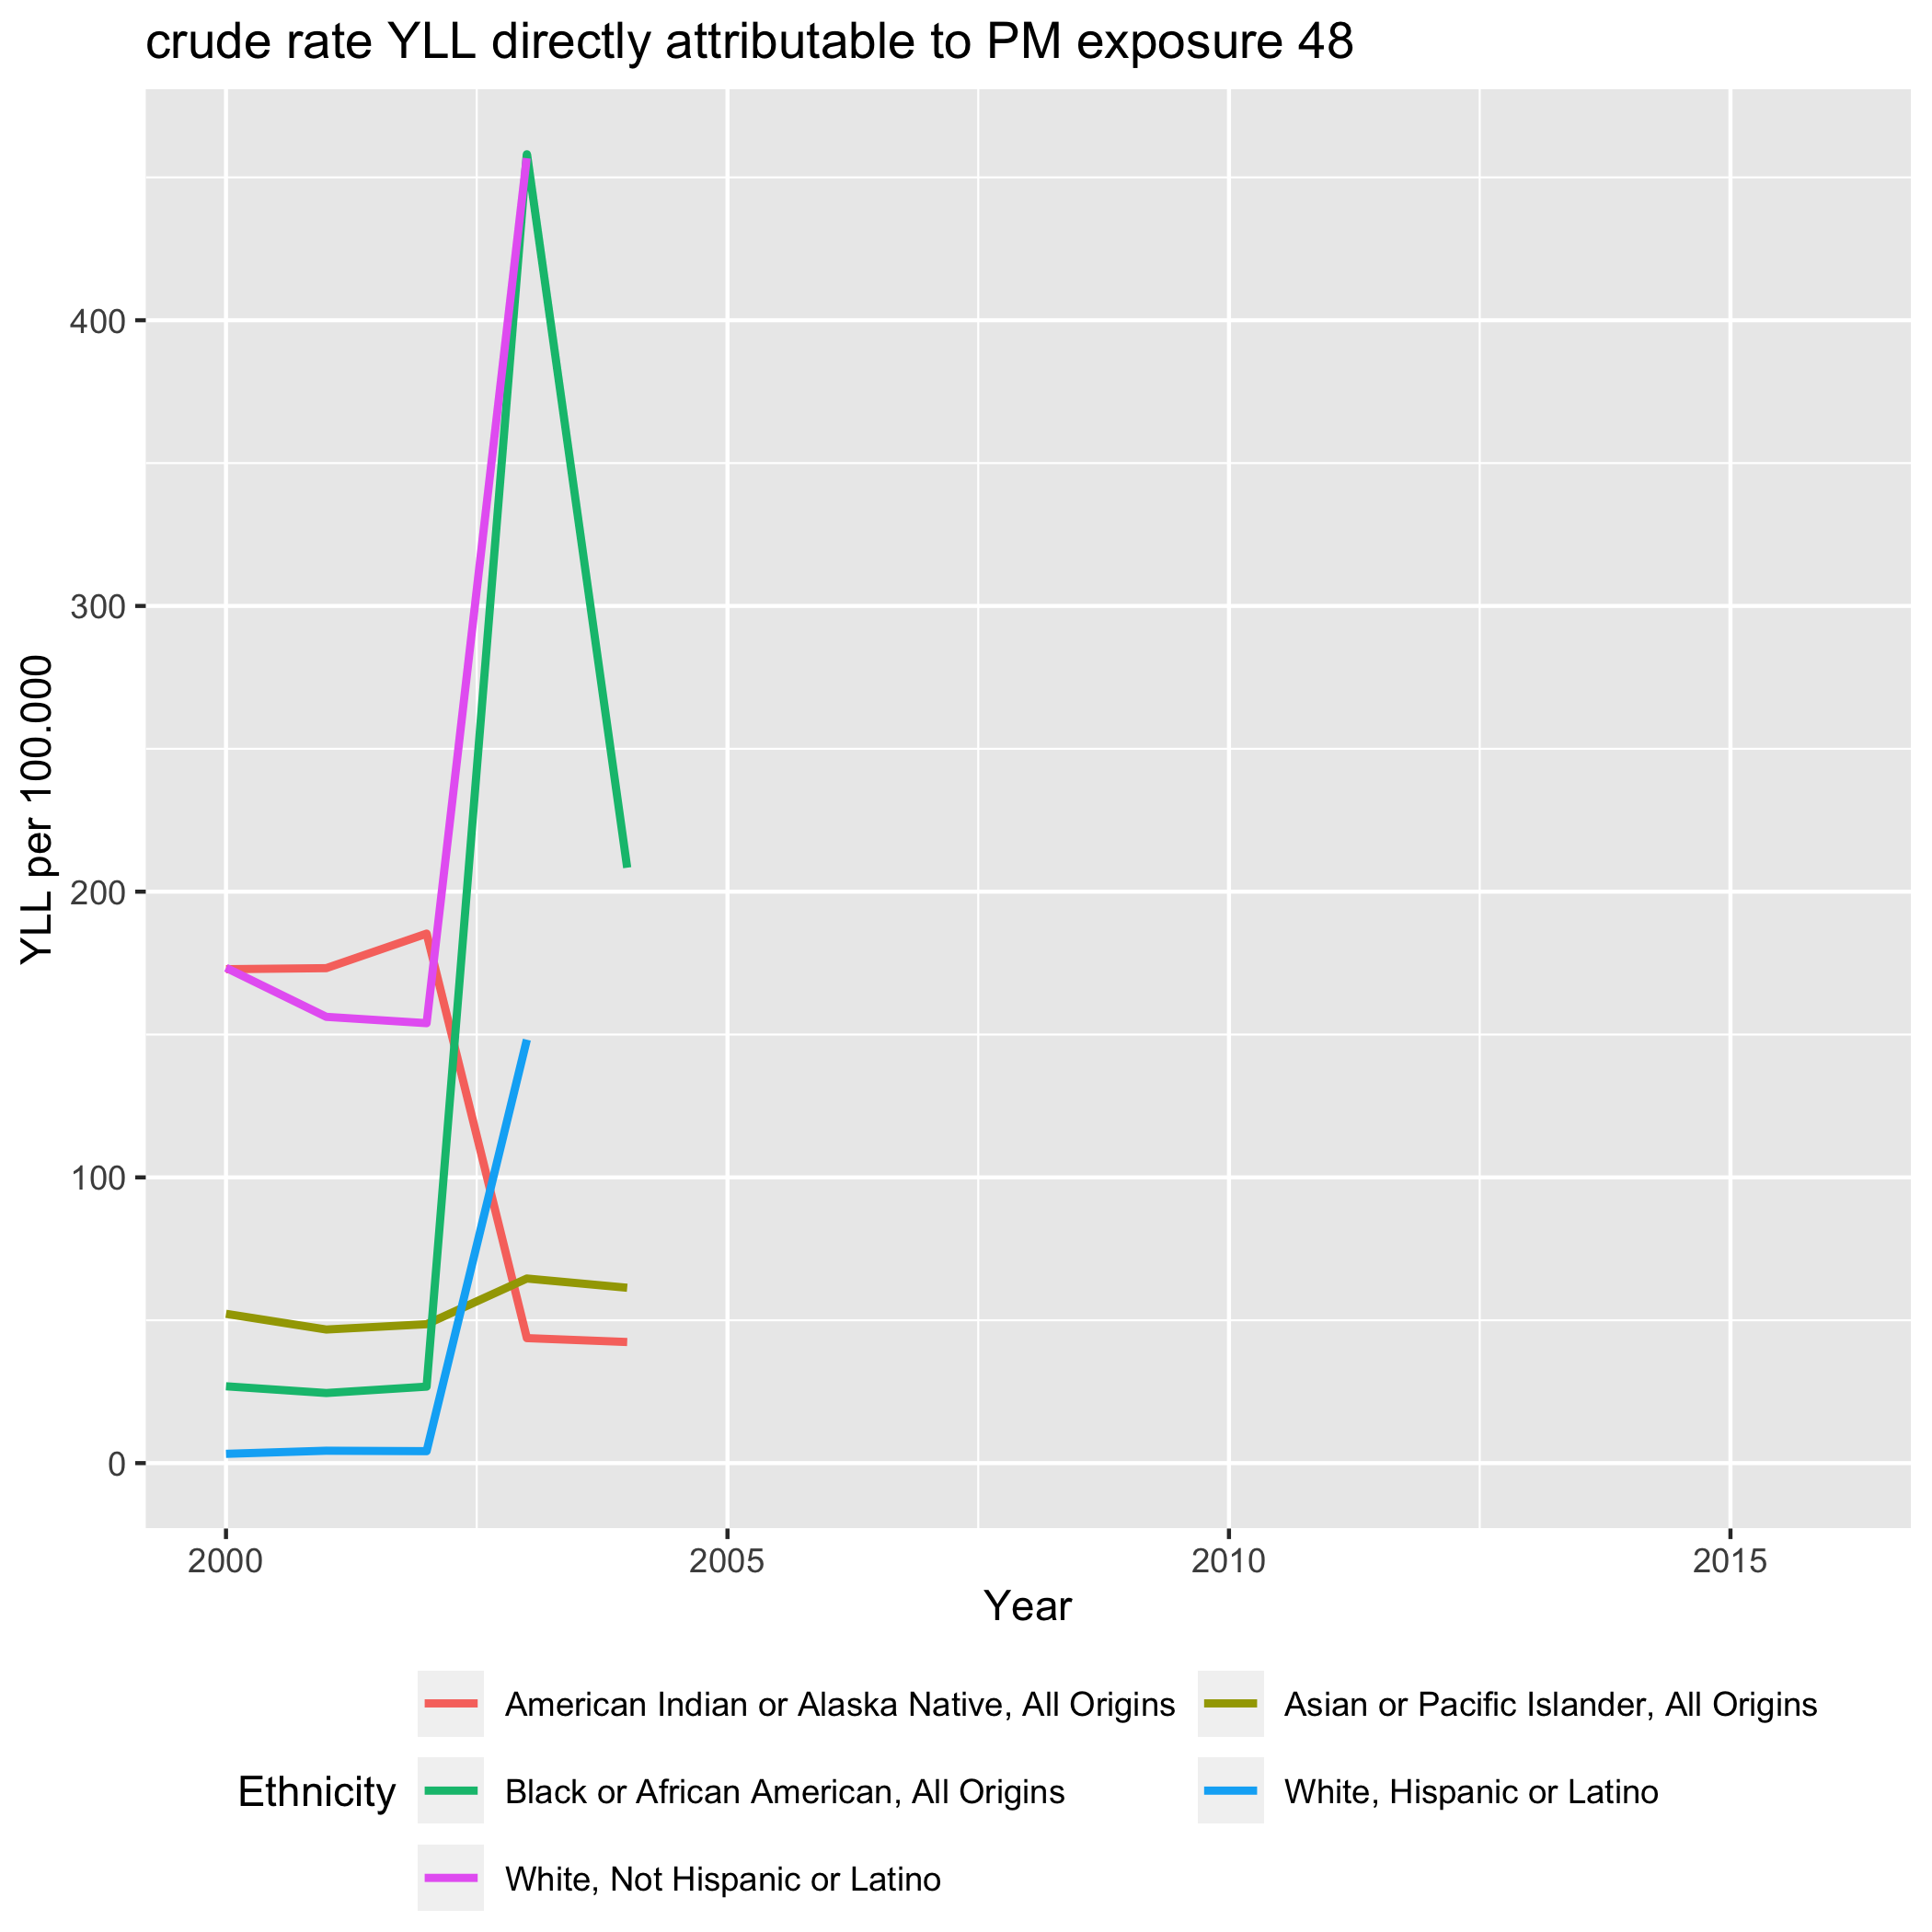 crude rate YLL directly attributable to PM exposure 48
YLL per 100.000
400
300
200
100
0
2000 2005 2010 2015
Year
Ethnicity
American Indian or Alaska Native, All Origins
Asian or Pacific Islander, All Origins
Black or African American, All Origins
White, Hispanic or Latino
White, Not Hispanic or Latino